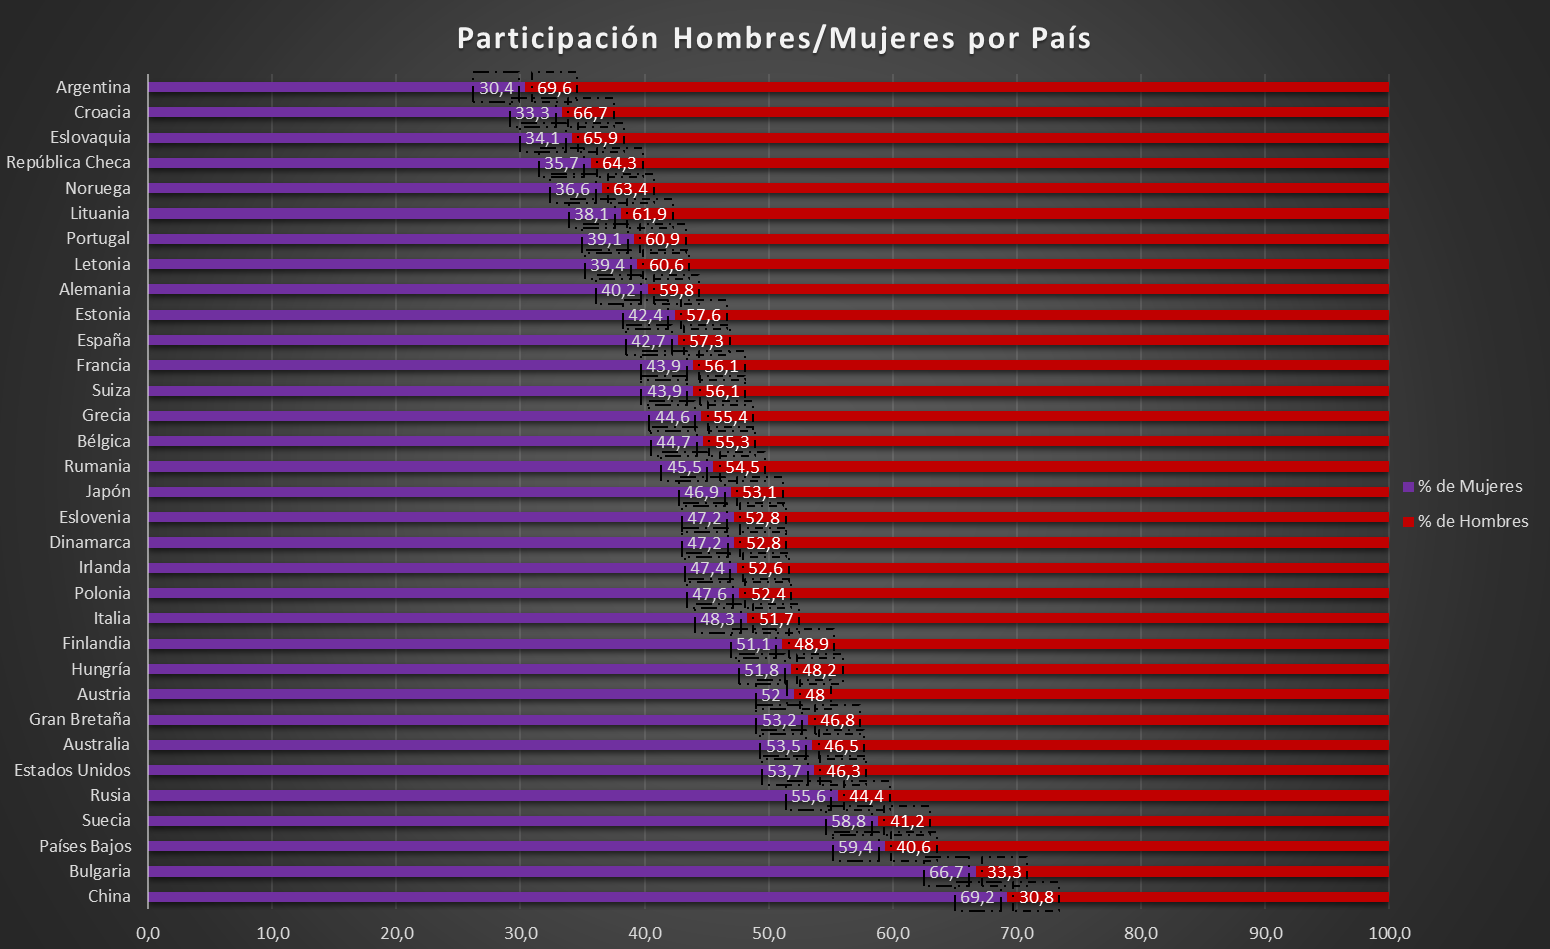 Participación Hombres/Mujeres por País
Argentina 30,4 69,6
Croacia 33,3 66,7
Eslovaquia 34,1 65,9
República Checa 35,7 64,3
Noruega 36,6 63,4
Lituania 38,1 61,9
Portugal 39,1 60,9
Letonia 39,4 60,6
Alemania 40,2 59,8
Estonia 42,4 57,6
España 42,7 57,3
Francia 43,9 56,1
Suiza 43,9 56,1
Grecia 44,6 55,4
Bélgica 44,7 55,3
Rumania 45,5 54,5
Japón 46,9 53,1
Eslovenia 47,2 52,8
Dinamarca 47,2 52,8
Irlanda 47,4 52,6
Polonia 47,6 52,4
Italia 48,3 51,7
Finlandia 51,1 48,9
Hungría 51,8 48,2
Austria 52 48
Gran Bretaña 53,2 46,8
Australia 53,5 46,5
Estados Unidos 53,7 46,3
Rusia 55,6 44,4
Suecia 58,8 41,2
Países Bajos 59,4 40,6
Bulgaria 66,7 33,3
China 69,2 30,8
0,0 10,0 20,0 30,0 40,0 50,0 60,0 70,0 80,0 90,0 100,0
% de Mujeres
% de Hombres